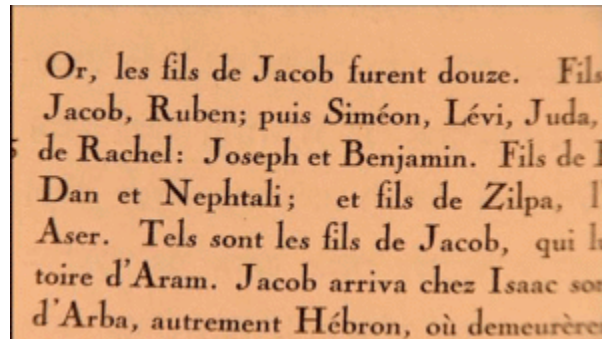 Or, les fils de Jacob furent douze. Fils
Jacob, Ruben; puis Siméon, Lévi, Juda,
de Rachel: Joseph et Benjamin. Fils de
Dan et Nephtali; et fils de Zilpa,
Aser. Tels sont les fils de Jacob, qui
toire d'Aram. Jacob arriva chez Isaac son
d'Arba, autrement Hébron, où demeurèren